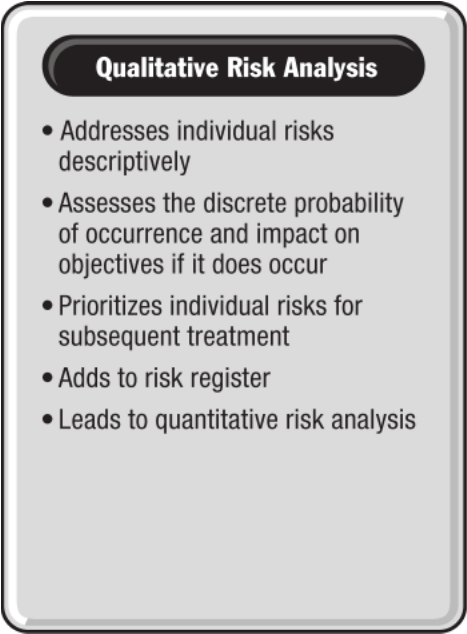 Qualitative Risk Analysis
• Addresses individual risks
descriptively
• Assesses the discrete probability
of occurrence and impact on
objectives if it does occur
• Prioritizes individual risks for
subsequent treatment
• Adds to risk register
• Leads to quantitative risk analysis